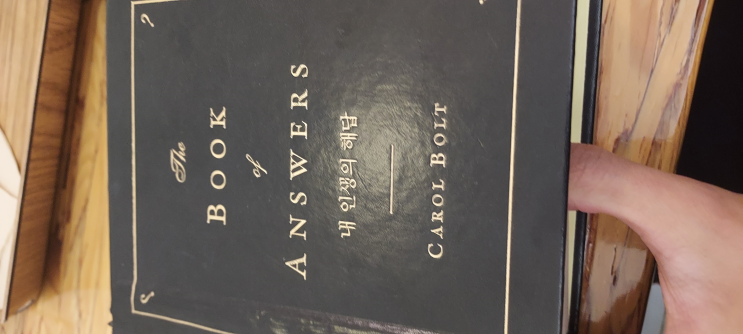 The
BOOK
of
ANSWERS
내 인생의 해답
CAROL BOLT